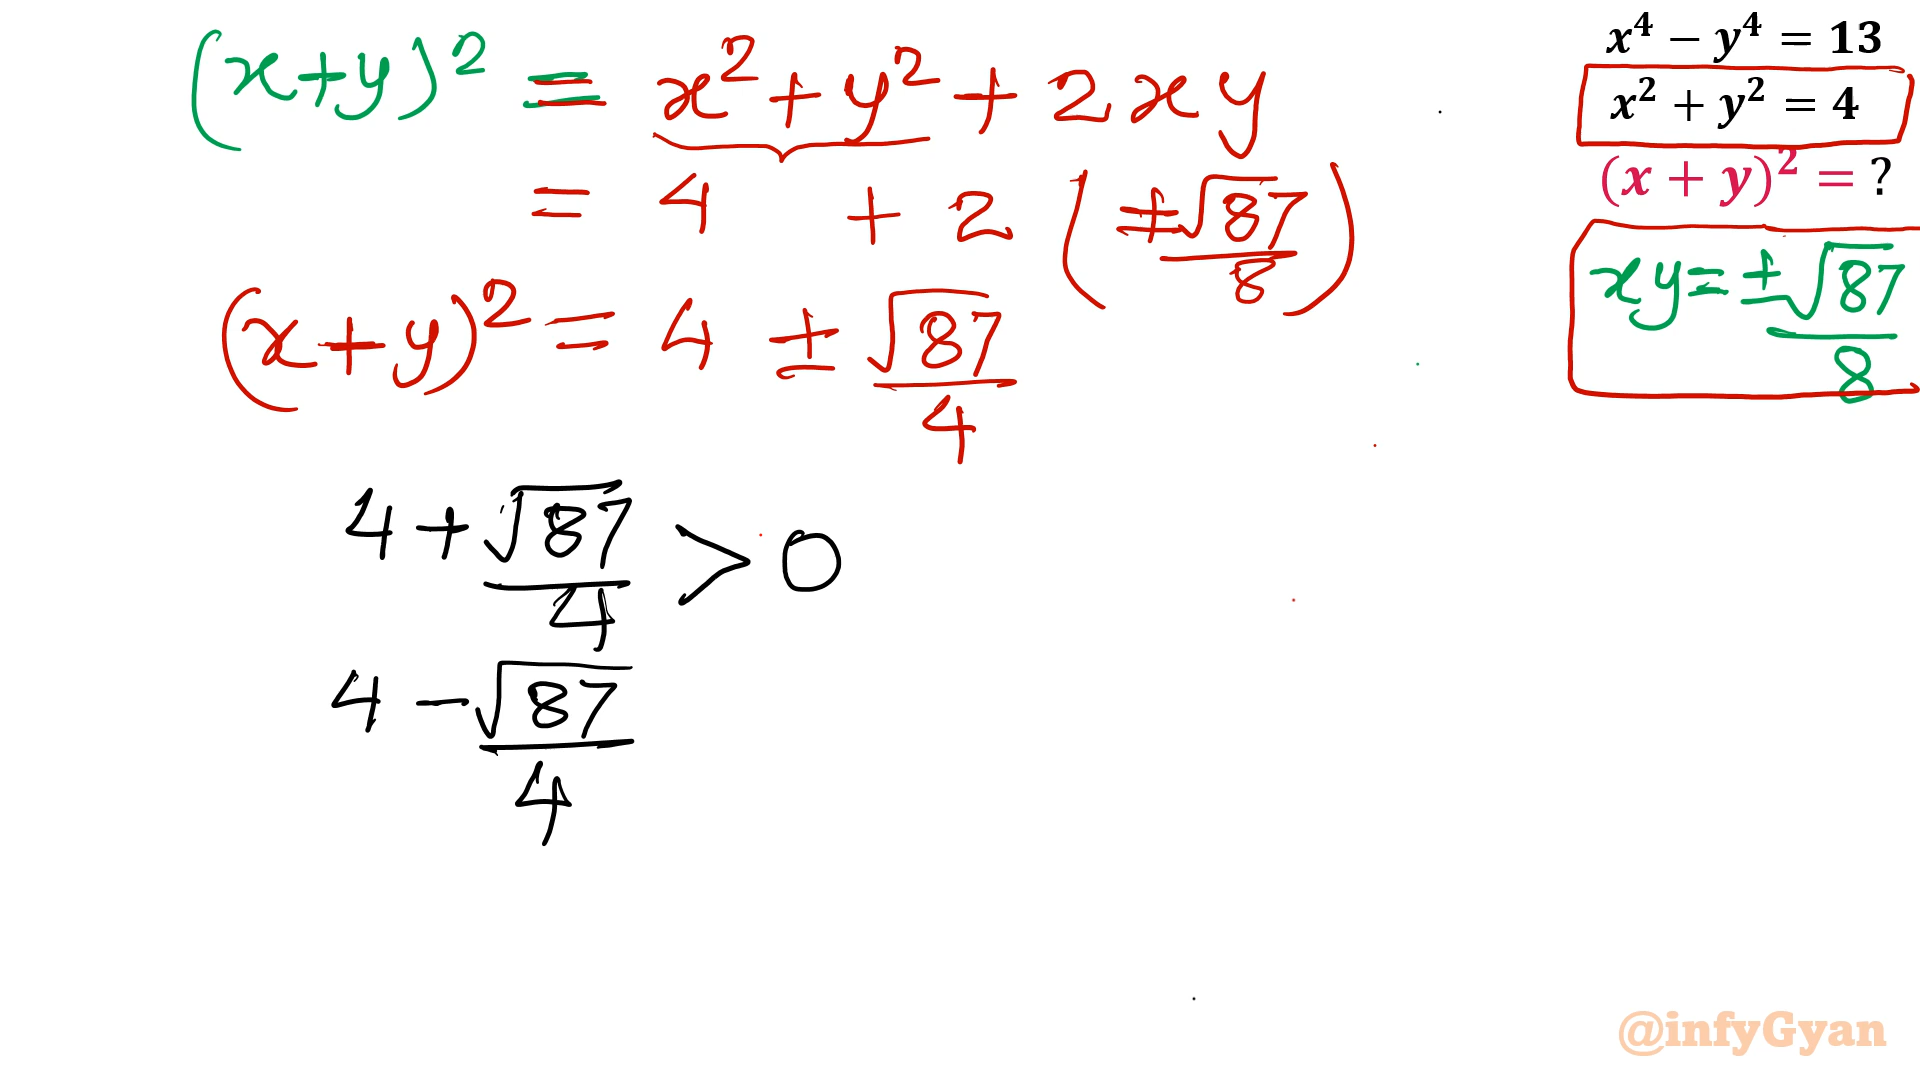 (x+y)² = x² + y² + 2xy
= 4 + 2 (±√87/8)
(x+y)² = 4 ± √87/4
4 + √87/4 > 0
4 - √87/4
x⁴ − y⁴ = 13
x² + y² = 4
(x + y)² = ?
xy = ±√87/8
@infyGyan